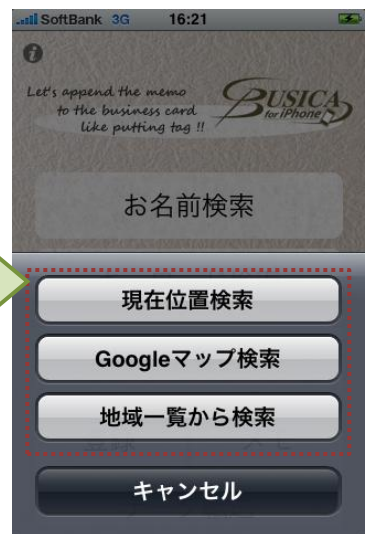 SoftBank 3G 16:21
i
Let's append the memo
to the business card
like putting tag !!
BUSICA
for iPhone
お名前検索
現在位置検索
Googleマップ検索
地域一覧から検索
キャンセル